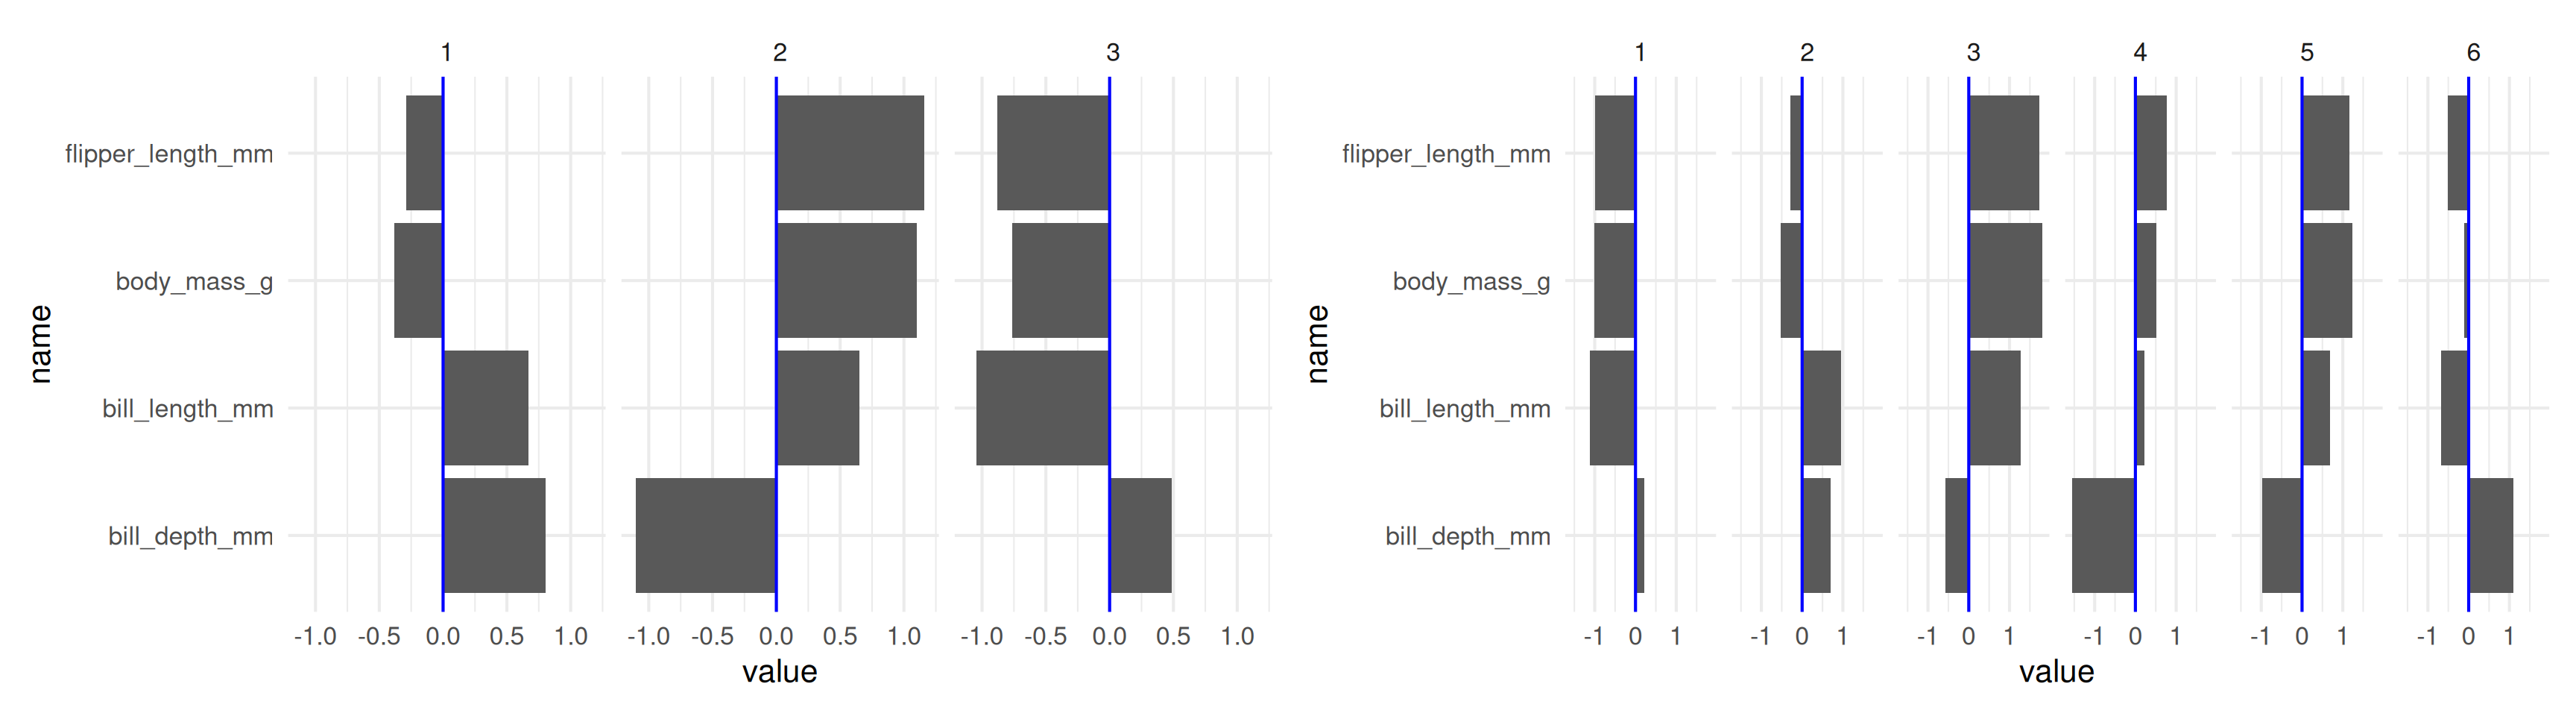 1 2 3
flipper_length_mm
body_mass_g
bill_length_mm
bill_depth_mm
name
-1.0 -0.5 0.0 0.5 1.0 -1.0 -0.5 0.0 0.5 1.0 -1.0 -0.5 0.0 0.5 1.0
value
1 2 3 4 5 6
flipper_length_mm
body_mass_g
bill_length_mm
bill_depth_mm
name
-1 0 1 -1 0 1 -1 0 1 -1 0 1 -1 0 1 -1 0 1
value